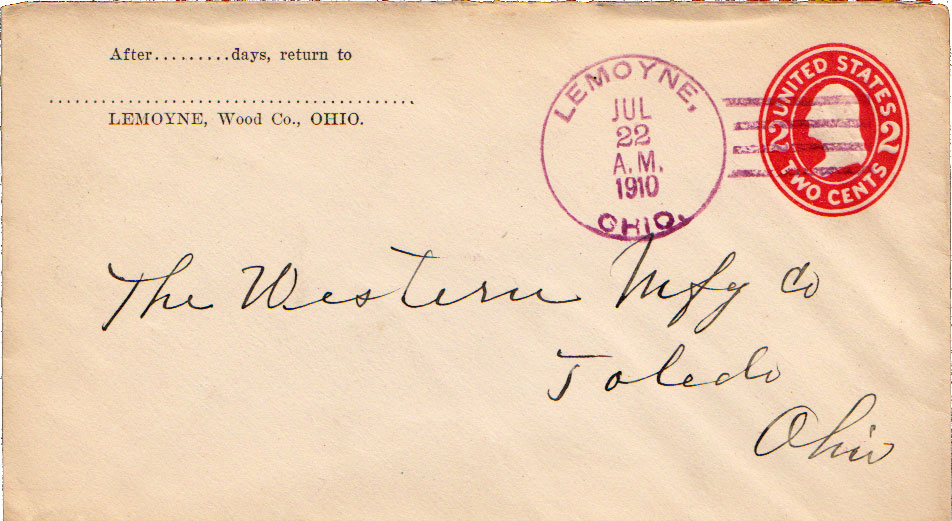 After.........days, return to
.............................................
LEMOYNE, Wood Co., OHIO.
LEMOYNE,
JUL
22
A.M.
1910
OHIO.
UNITED STATES
2 2
TWO CENTS
The Western Mfg Co
Toledo
Ohio